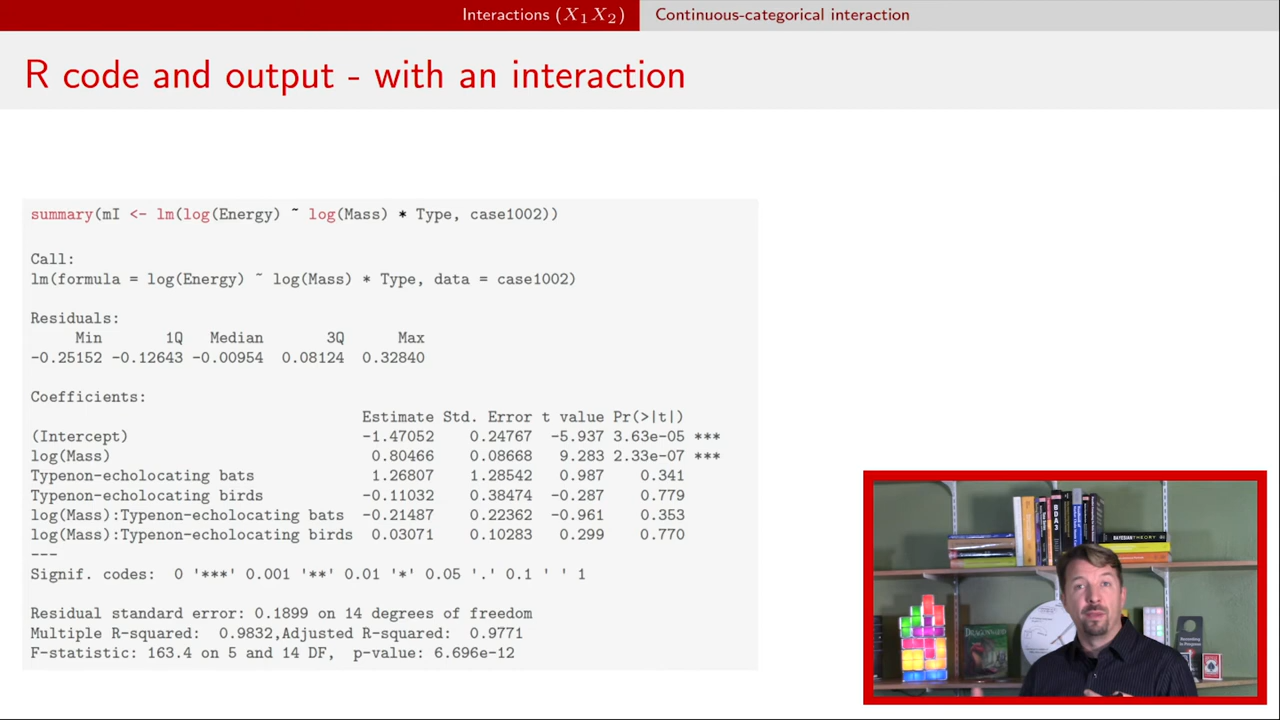 Interactions (X1X2) Continuous-categorical interaction
R code and output - with an interaction
summary(mI <- lm(log(Energy) ~ log(Mass) * Type, case1002))
Call:
lm(formula = log(Energy) ~ log(Mass) * Type, data = case1002)
Residuals:
Min 1Q Median 3Q Max
-0.25152 -0.12643 -0.00954 0.08124 0.32840
Coefficients:
Estimate Std. Error t value Pr(>|t|)
(Intercept) -1.47052 0.24767 -5.937 3.63e-05 ***
log(Mass) 0.80466 0.08668 9.283 2.33e-07 ***
Typenon-echolocating bats 1.26807 1.28542 0.987 0.341
Typenon-echolocating birds -0.11032 0.38474 -0.287 0.779
log(Mass):Typenon-echolocating bats -0.21487 0.22362 -0.961 0.353
log(Mass):Typenon-echolocating birds 0.03071 0.10283 0.299 0.770
---
Signif. codes: 0 '***' 0.001 '**' 0.01 '*' 0.05 '.' 0.1 ' ' 1
Residual standard error: 0.1899 on 14 degrees of freedom
Multiple R-squared: 0.9832,Adjusted R-squared: 0.9771
F-statistic: 163.4 on 5 and 14 DF, p-value: 6.696e-12
BDA3